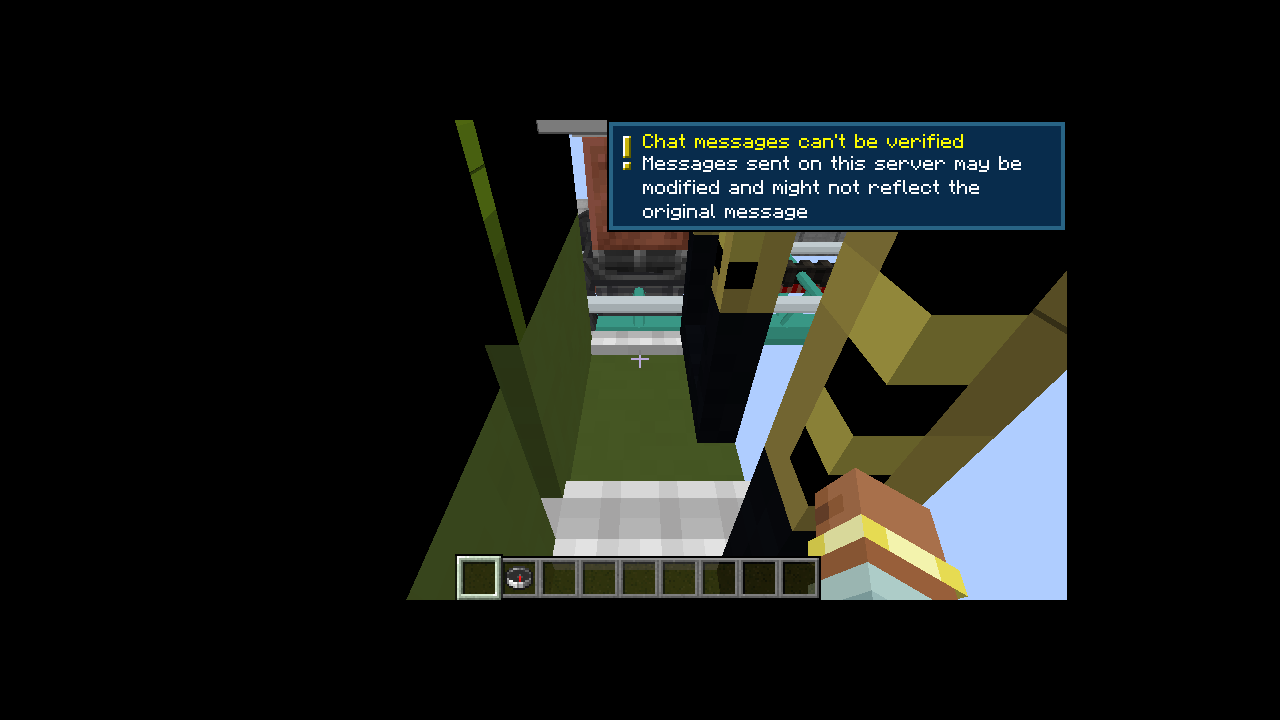 Chat messages can't be verified
Messages sent on this server may be
modified and might not reflect the
original message